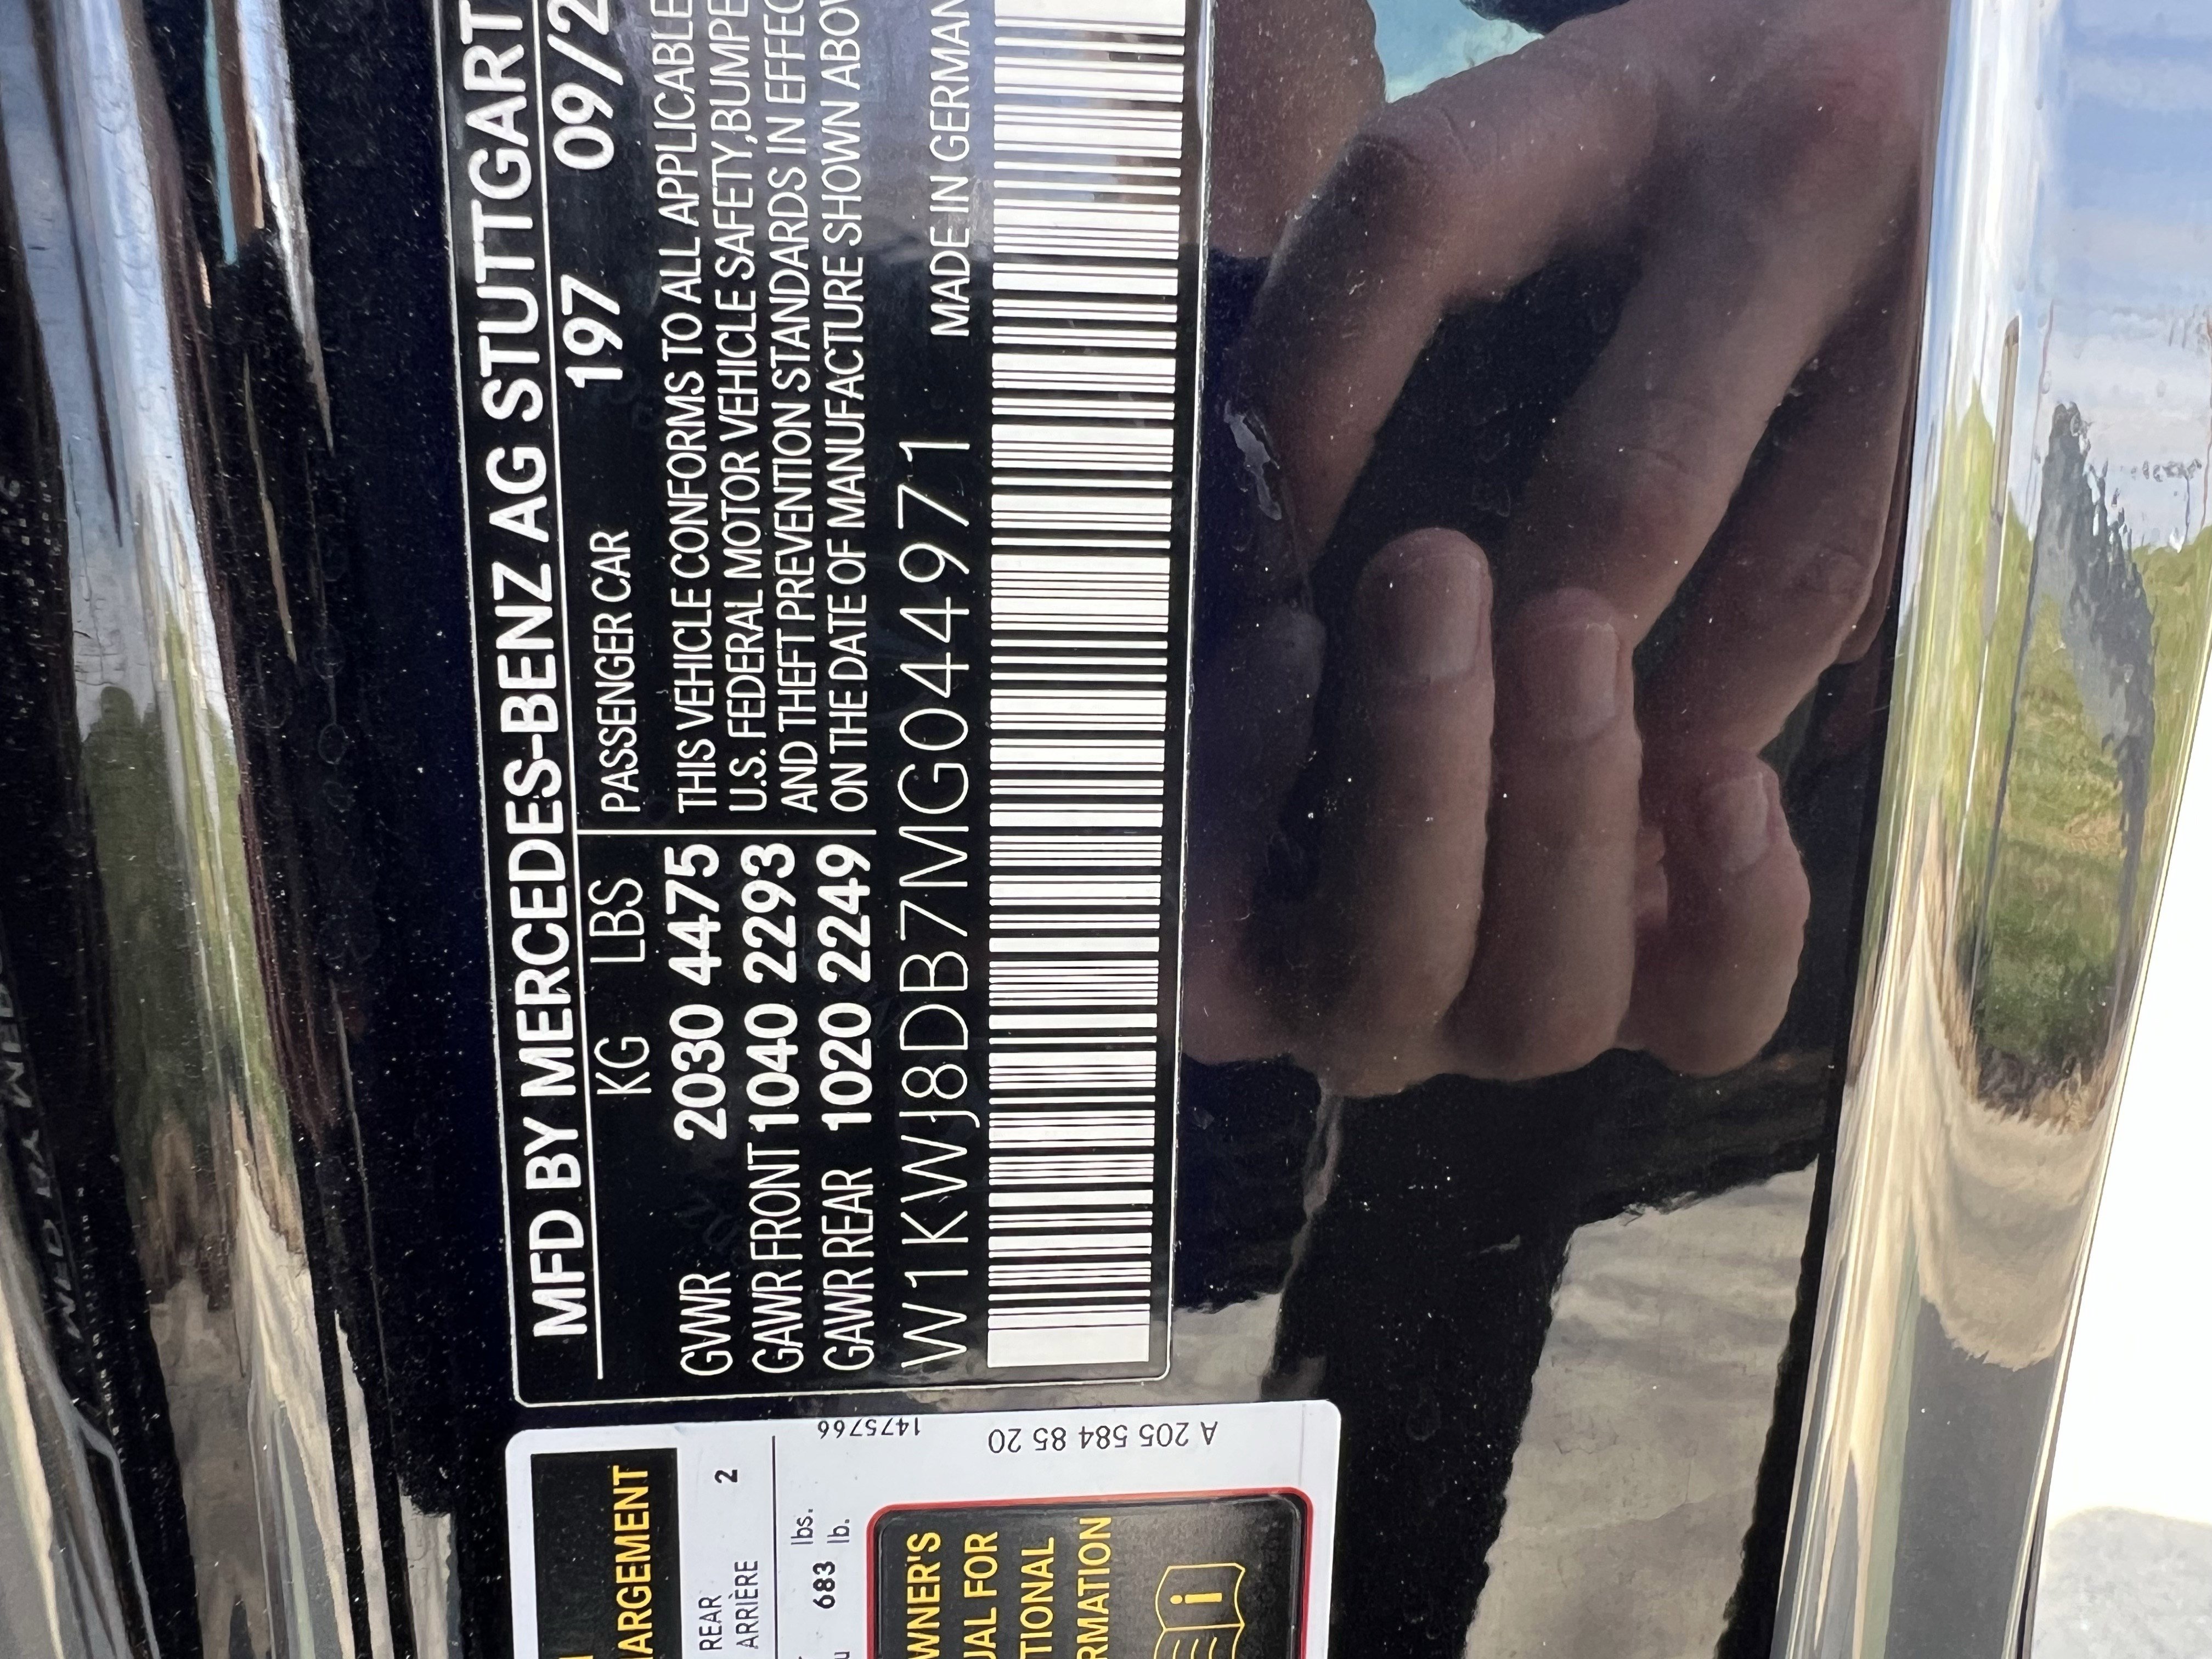 MFD BY MERCEDES-BENZ AG STUTTGART
KG LBS PASSENGER CAR 197 09/2
GVWR 2030 4475 THIS VEHICLE CONFORMS TO ALL APPLICABLE
GAWR FRONT 1040 2293 U.S. FEDERAL MOTOR VEHICLE SAFETY, BUMPE
AND THEFT PREVENTION STANDARDS IN EFFEC
GAWR REAR 1020 2249 ON THE DATE OF MANUFACTURE SHOWN ABOV
W1KWJ8DB7MG044971 MADE IN GERMAN
ARGEMENT
REAR 2
ARRIÈRE
lbs.
683 lb.
WNER'S
UAL FOR
TIONAL
RMATION
i
1475766
A 205 584 85 20